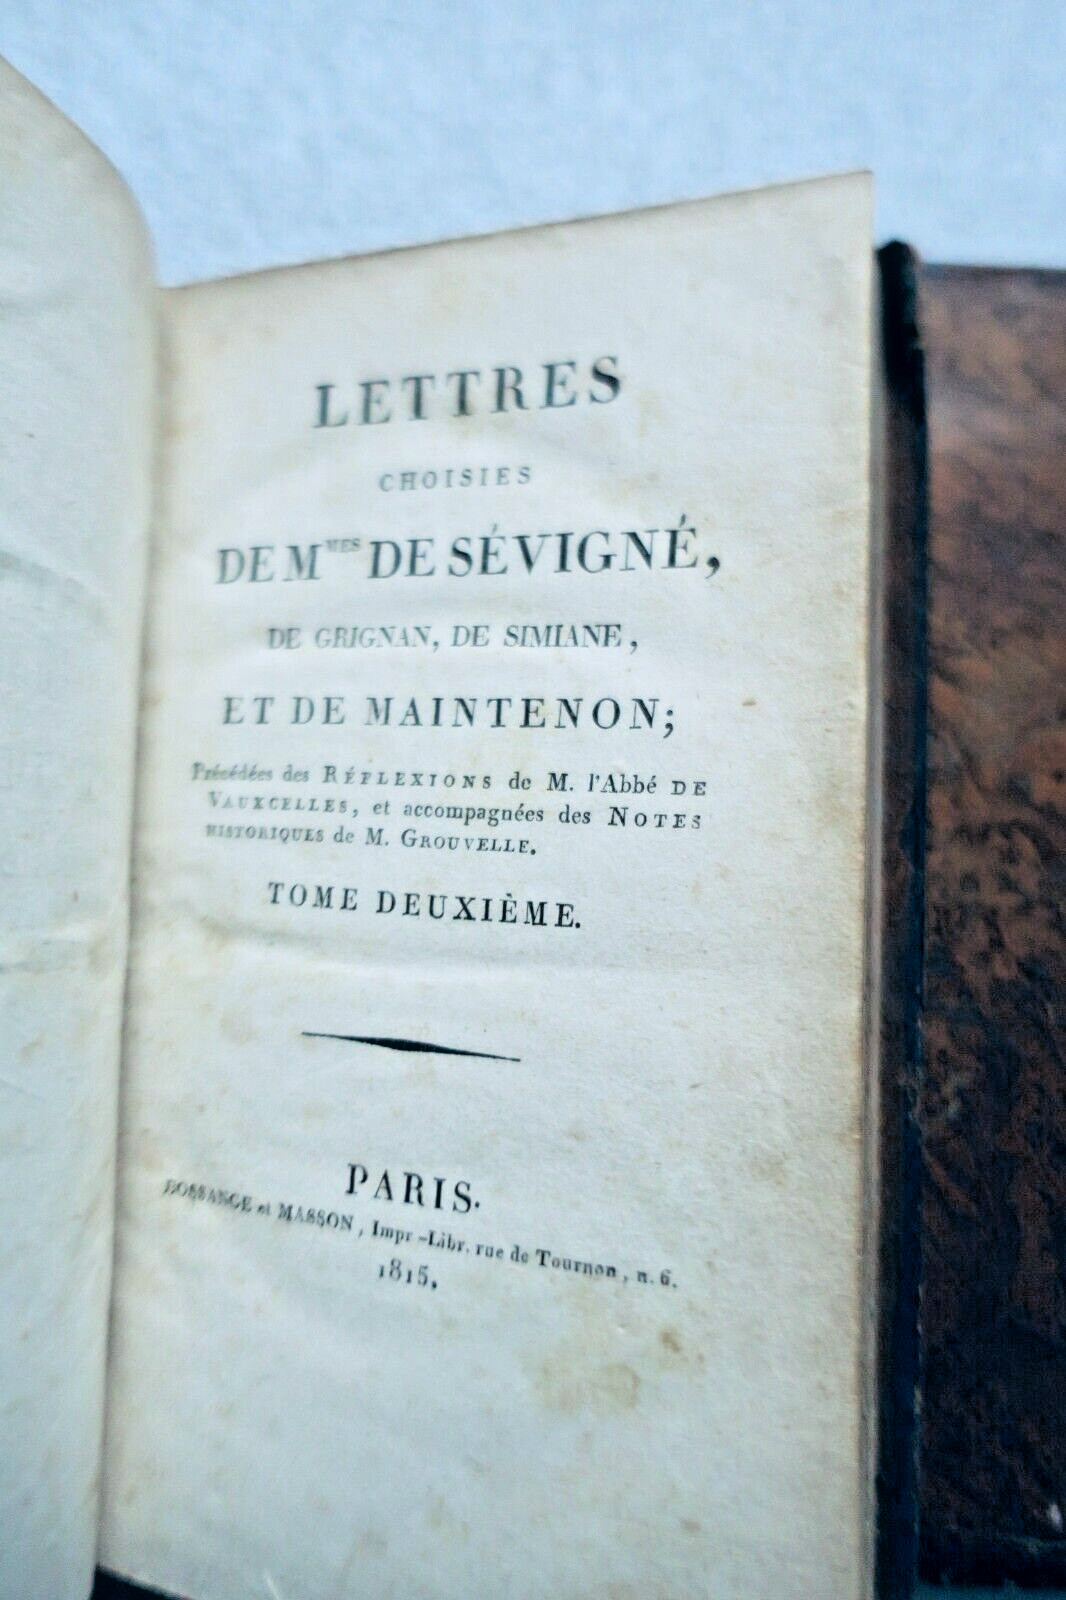 LETTRES
CHOISIES
DE M^MES DE SÉVIGNÉ,
DE GRIGNAN, DE SIMIANE,
ET DE MAINTENON;
Précédées des RÉFLEXIONS de M. l'Abbé DE
VAUXCELLES, et accompagnées des NOTES
HISTORIQUES de M. GROUVELLE.
TOME DEUXIÈME.
PARIS.
BOSSANGE et MASSON, Impr-Libr. rue de Tournon, n. 6.
1815.